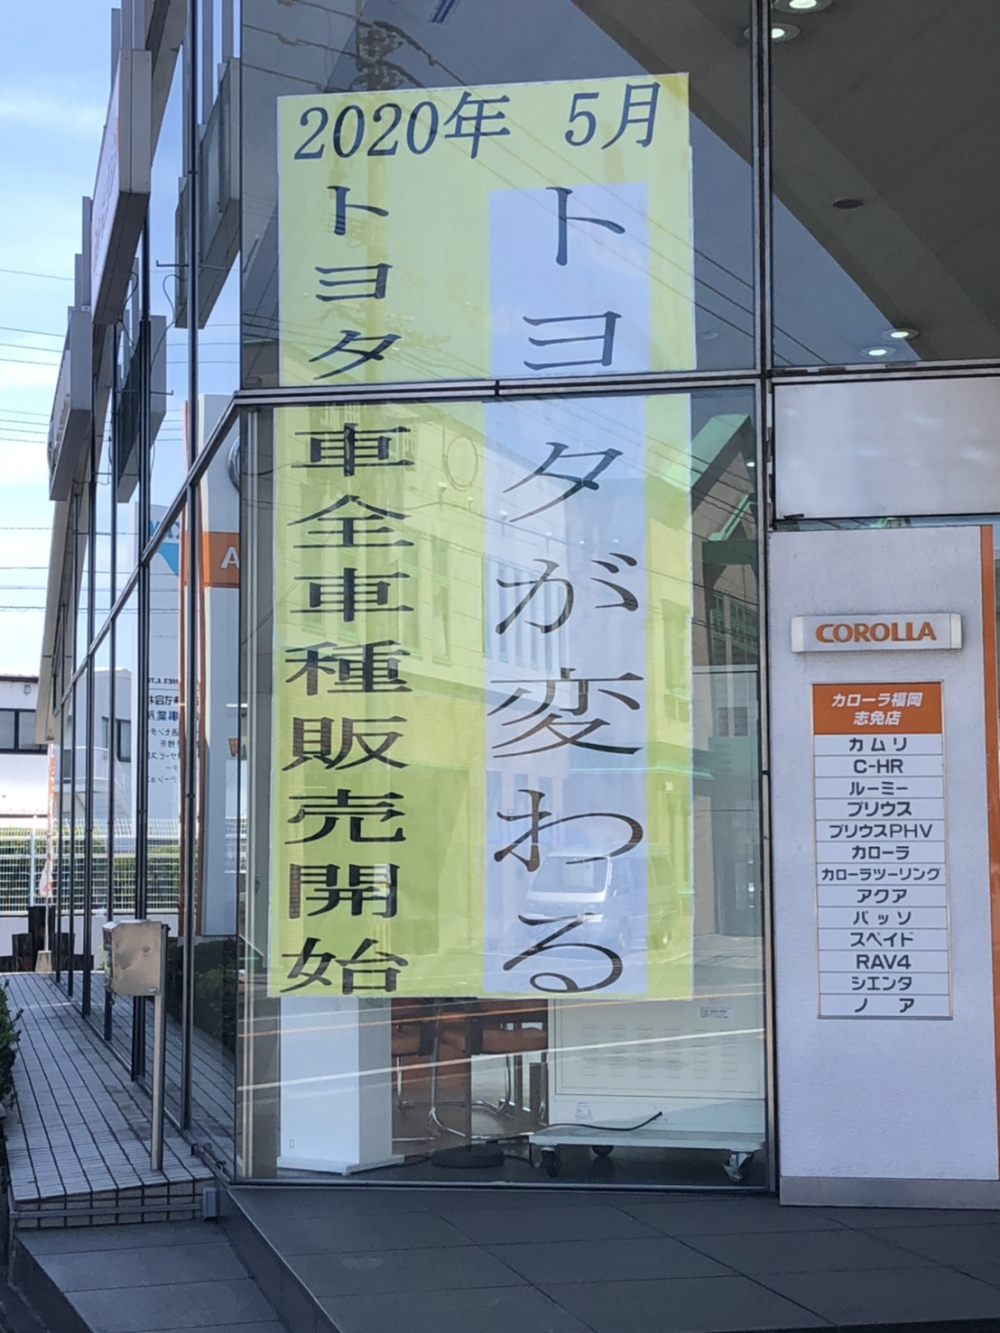 2020年 5月
トヨタが変わる
トヨタ車全車種販売開始
COROLLA
カローラ福岡
志免店
カムリ
C-HR
ルーミー
プリウス
プリウスPHV
カローラ
カローラツーリング
アクア
パッソ
スペイド
RAV4
シエンタ
ノア